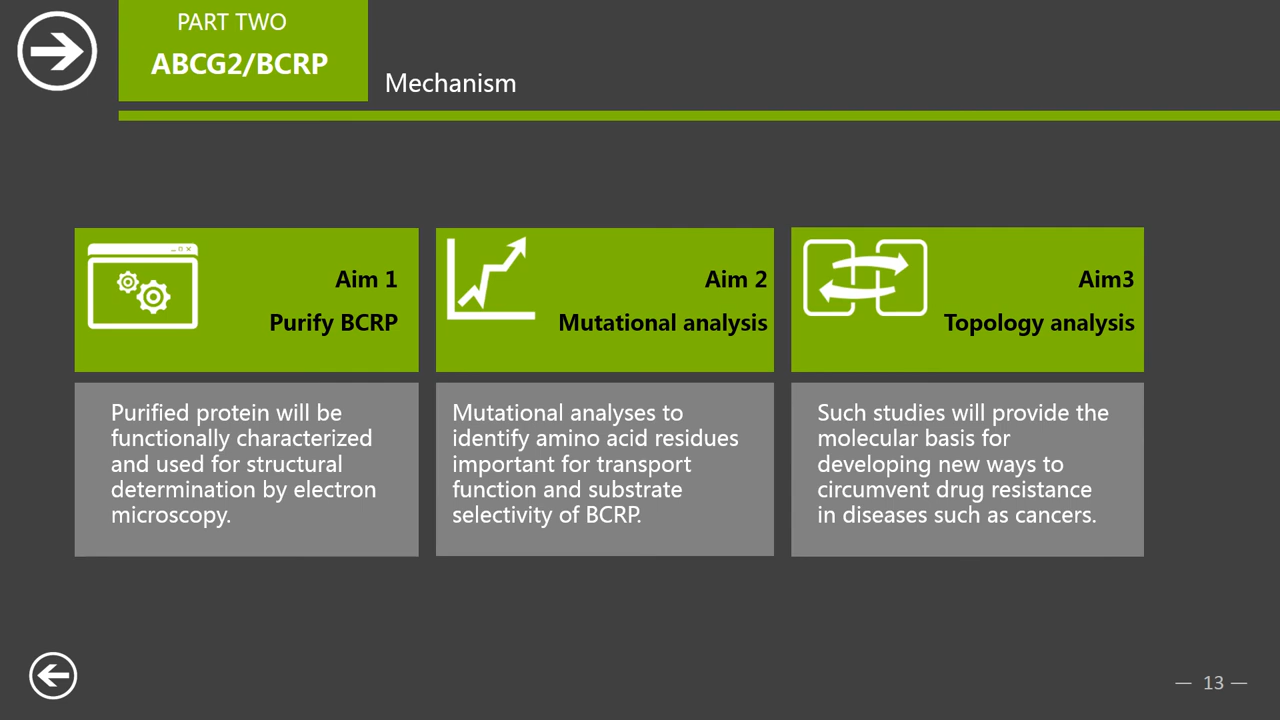 PART TWO
ABCG2/BCRP
Mechanism
Aim 1
Purify BCRP
Purified protein will be
functionally characterized
and used for structural
determination by electron
microscopy.
Aim 2
Mutational analysis
Mutational analyses to
identify amino acid residues
important for transport
function and substrate
selectivity of BCRP.
Aim3
Topology analysis
Such studies will provide the
molecular basis for
developing new ways to
circumvent drug resistance
in diseases such as cancers.
— 13 —